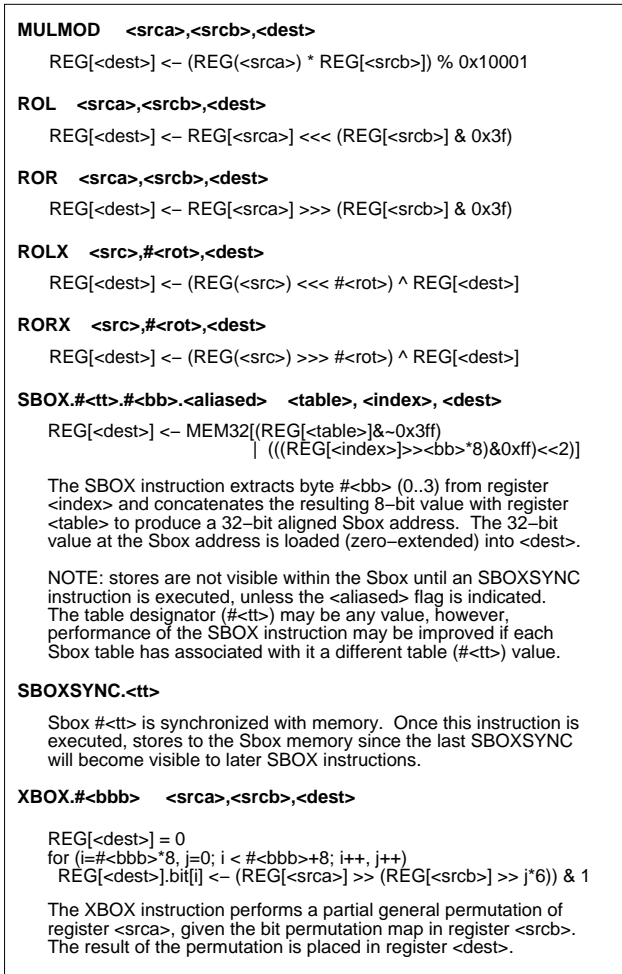 MULMOD <srca>,<srcb>,<dest>
REG[<dest>] <– (REG(<srca>) * REG[<srcb>]) % 0x10001
ROL <srca>,<srcb>,<dest>
REG[<dest>] <– REG[<srca>] <<< (REG[<srcb>] & 0x3f)
ROR <srca>,<srcb>,<dest>
REG[<dest>] <– REG[<srca>] >>> (REG[<srcb>] & 0x3f)
ROLX <src>,#<rot>,<dest>
REG[<dest>] <– (REG(<src>) <<< #<rot>) ^ REG[<dest>]
RORX <src>,#<rot>,<dest>
REG[<dest>] <– (REG(<src>) >>> #<rot>) ^ REG[<dest>]
SBOX.#<tt>.#<bb>.<aliased> <table>, <index>, <dest>
REG[<dest>] <– MEM32[(REG[<table>]&~0x3ff)
| (((REG[<index>]>><bb>*8)&0xff)<<2)]
The SBOX instruction extracts byte #<bb> (0..3) from register
<index> and concatenates the resulting 8–bit value with register
<table> to produce a 32–bit aligned Sbox address. The 32–bit
value at the Sbox address is loaded (zero–extended) into <dest>.
NOTE: stores are not visible within the Sbox until an SBOXSYNC
instruction is executed, unless the <aliased> flag is indicated.
The table designator (#<tt>) may be any value, however,
performance of the SBOX instruction may be improved if each
Sbox table has associated with it a different table (#<tt>) value.
SBOXSYNC.<tt>
Sbox #<tt> is synchronized with memory. Once this instruction is
executed, stores to the Sbox memory since the last SBOXSYNC
will become visible to later SBOX instructions.
XBOX.#<bbb> <srca>,<srcb>,<dest>
REG[<dest>] = 0
for (i=#<bbb>*8, j=0; i < #<bbb>+8; i++, j++)
REG[<dest>].bit[i] <– (REG[<srca>] >> (REG[<srcb>] >> j*6)) & 1
The XBOX instruction performs a partial general permutation of
register <srca>, given the bit permutation map in register <srcb>.
The result of the permutation is placed in register <dest>.